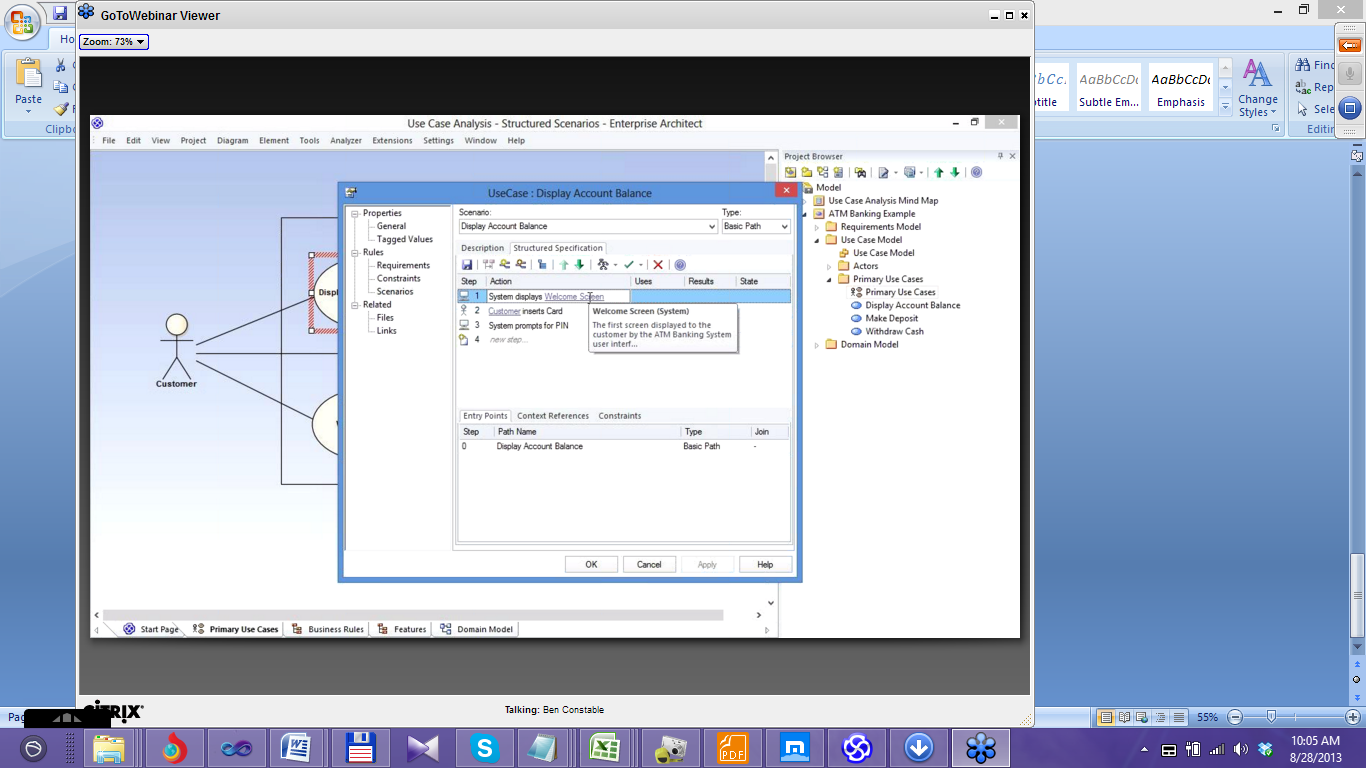 GoToWebinar Viewer
Zoom: 73%
Paste
Subtle Em...
Emphasis
Change
Styles
AaBbCcDc
AaBbCcDc
Use Case Analysis - Structured Scenarios - Enterprise Architect
File Edit View Project Diagram Element Tools Analyzer Extensions Settings Window Help
Project Browser
Model
Use Case Analysis Mind Map
ATM Banking Example
Requirements Model
Use Case Model
Use Case Model
Actors
Primary Use Cases
Primary Use Cases
Display Account Balance
Make Deposit
Withdraw Cash
Domain Model
Customer
UseCase : Display Account Balance
Properties
General
Tagged Values
Rules
Requirements
Constraints
Scenarios
Related
Files
Links
Scenario:
Type:
Display Account Balance
Basic Path
Description Structured Specification
Step Action Uses Results State
1 System displays Welcome Screen
2 Customer inserts Card
3 System prompts for PIN
4 new step...
Welcome Screen (System)
The first screen displayed to the
customer by the ATM Banking System
user interf...
Entry Points Context References Constraints
Step Path Name Type Join
0 Display Account Balance Basic Path -
OK Cancel Apply Help
Start Page Primary Use Cases Business Rules Features Domain Model
Talking: Ben Constable
55%
10:05 AM
8/28/2013